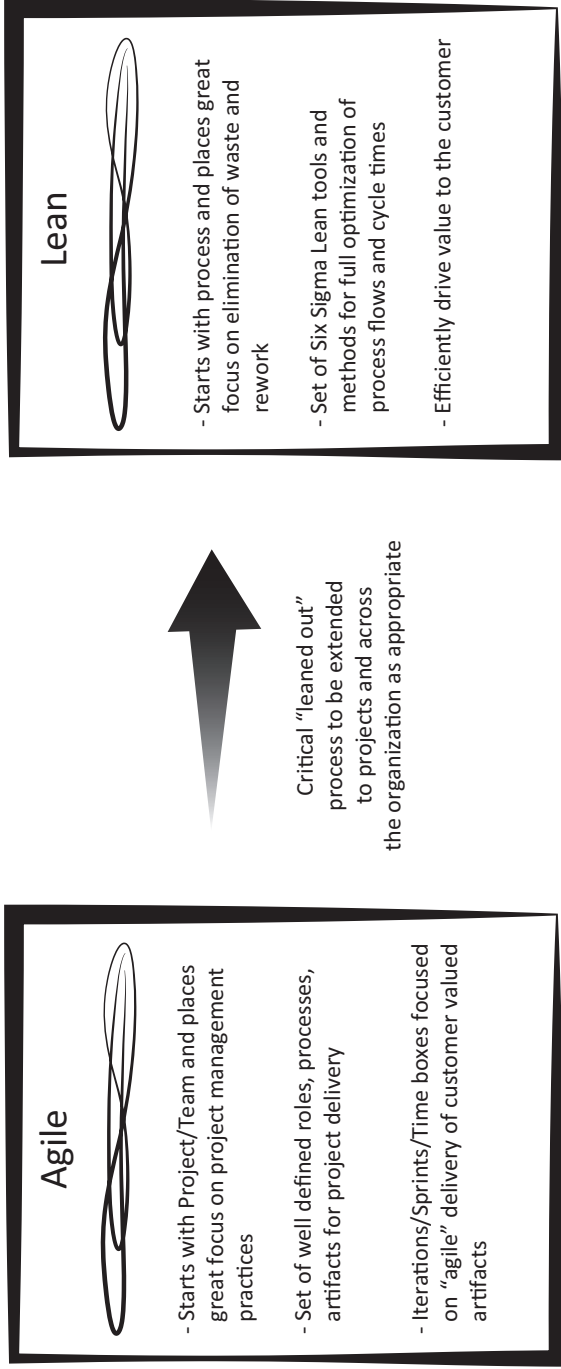 Agile
- Starts with Project/Team and places
great focus on project management
practices
- Set of well defined roles, processes,
artifacts for project delivery
- Iterations/Sprints/Time boxes focused
on “agile” delivery of customer valued
artifacts
Critical “leaned out”
process to be extended
to projects and across
the organization as appropriate
Lean
- Starts with process and places great
focus on elimination of waste and
rework
- Set of Six Sigma Lean tools and
methods for full optimization of
process flows and cycle times
- Efficiently drive value to the customer